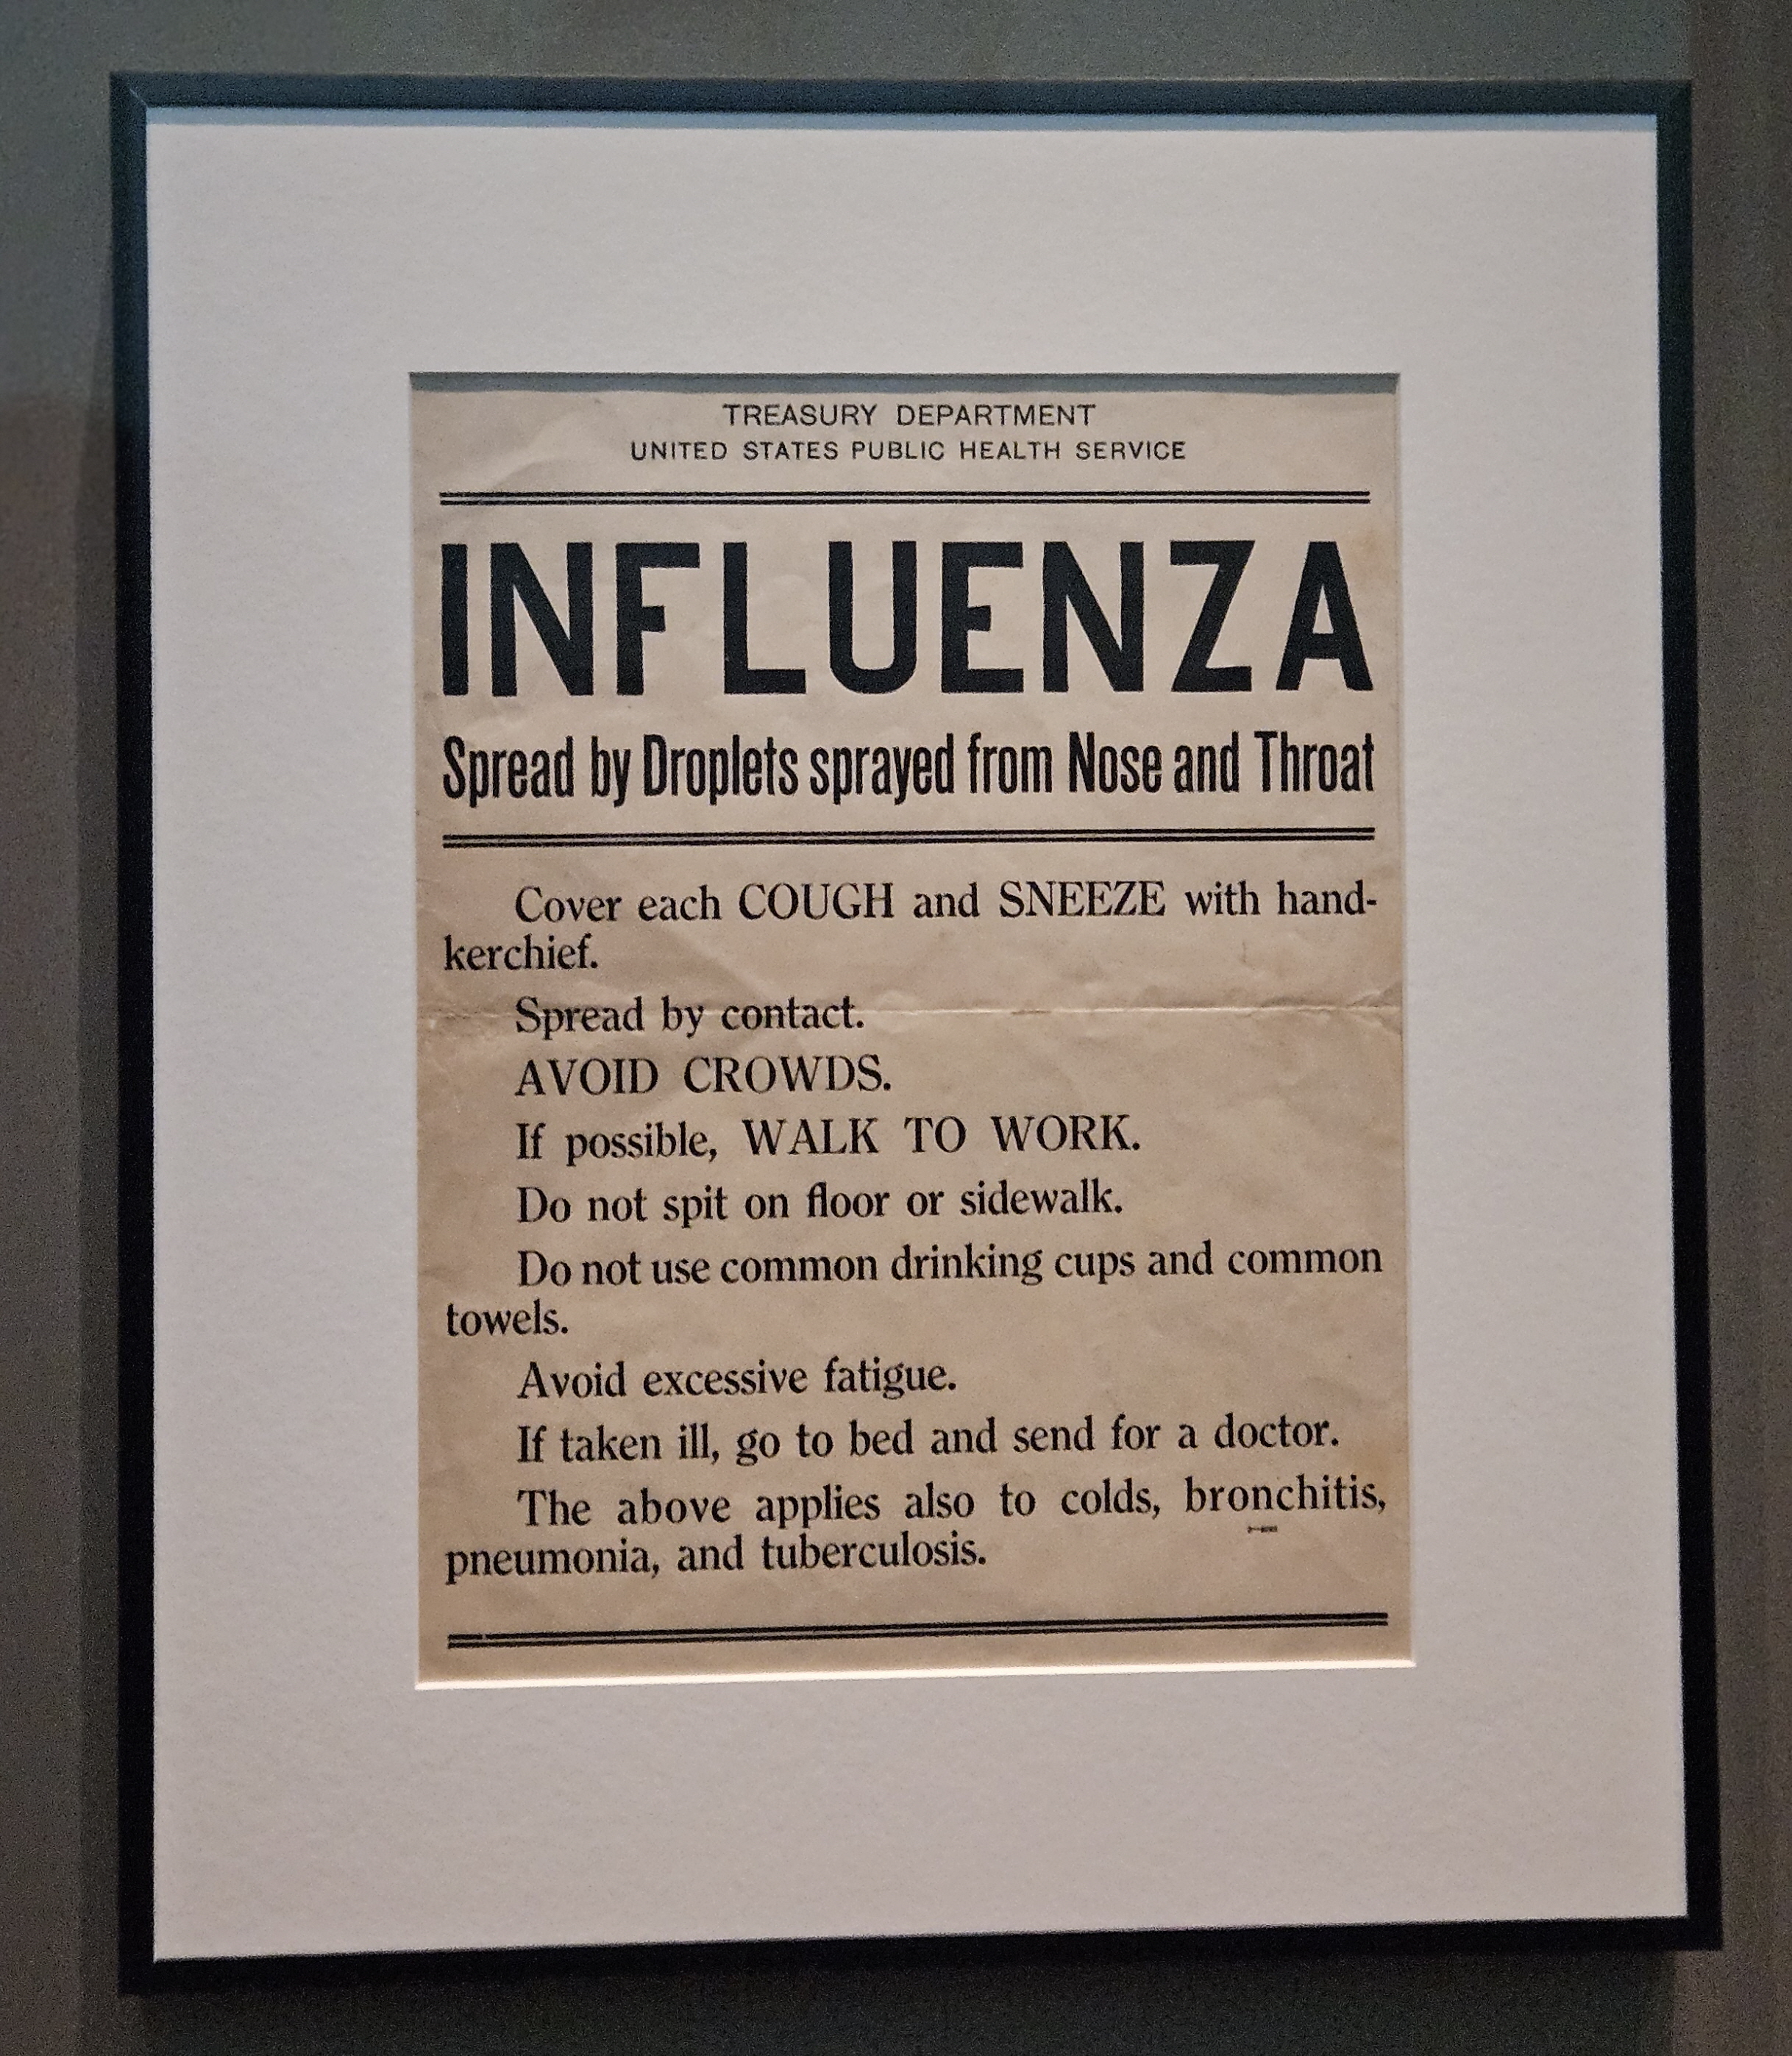 TREASURY DEPARTMENT
UNITED STATES PUBLIC HEALTH SERVICE
INFLUENZA
Spread by Droplets sprayed from Nose and Throat
Cover each COUGH and SNEEZE with hand-
kerchief.
Spread by contact.
AVOID CROWDS.
If possible, WALK TO WORK.
Do not spit on floor or sidewalk.
Do not use common drinking cups and common
towels.
Avoid excessive fatigue.
If taken ill, go to bed and send for a doctor.
The above applies also to colds, bronchitis,
pneumonia, and tuberculosis.